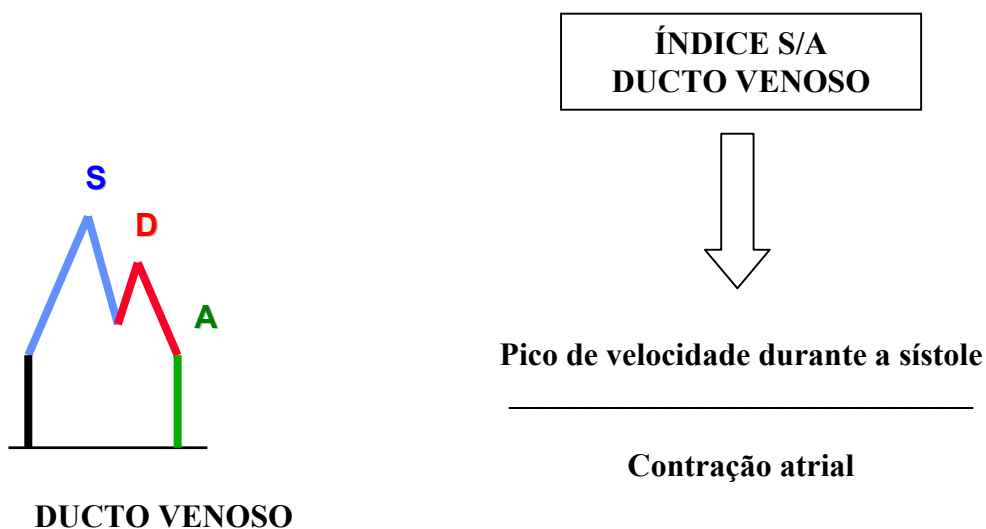 ÍNDICE S/A
DUCTO VENOSO
S
D
A
Pico de velocidade durante a sístole
Contração atrial
DUCTO VENOSO